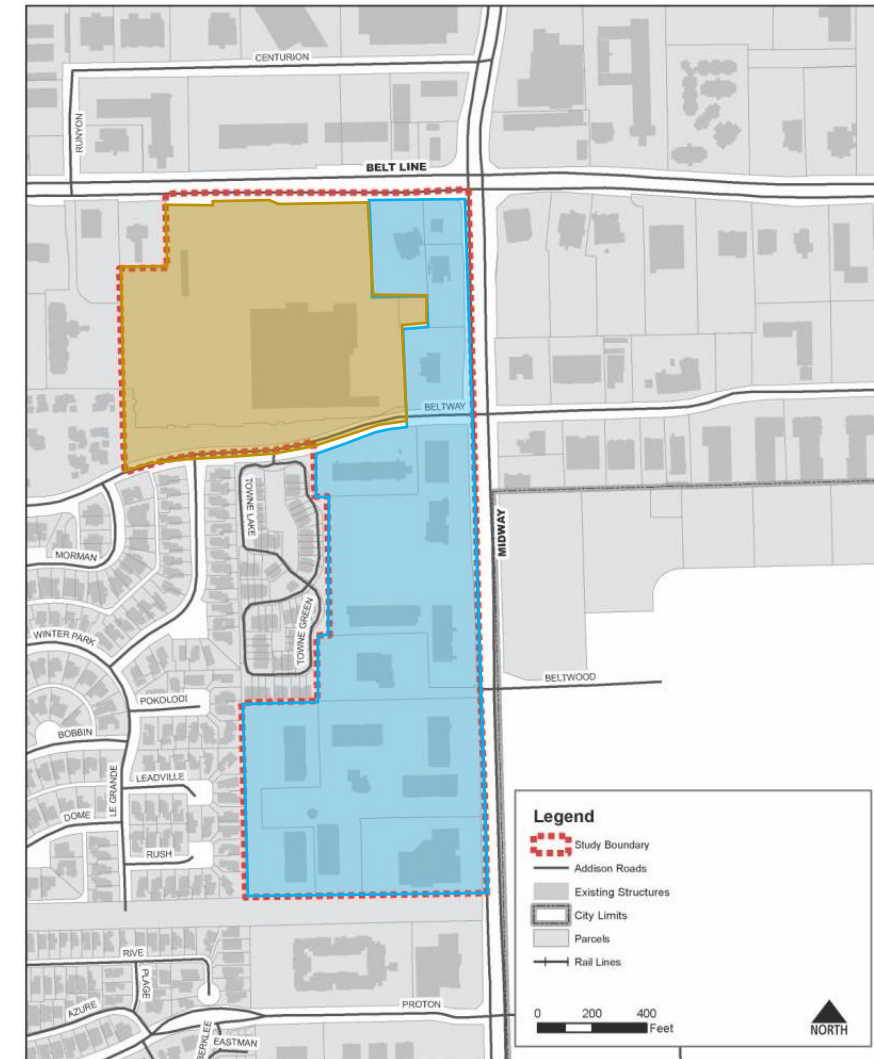 CENTURION
RUNYON
BELT LINE
BELTWAY
TOWNE LAKE
MIDWAY
MORMAN
TOWNE GREEN
WINTER PARK
BELTWOOD
POKOLODI
BOBBIN
LEADVILLE
LE GRANDE
DOME
RUSH
Legend
Study Boundary
Addison Roads
Existing Structures
City Limits
Parcels
Rail Lines
0 200 400
Feet
NORTH
RIVE
PLAGE
AZURE
PROTON
BERKLEE
EASTMAN